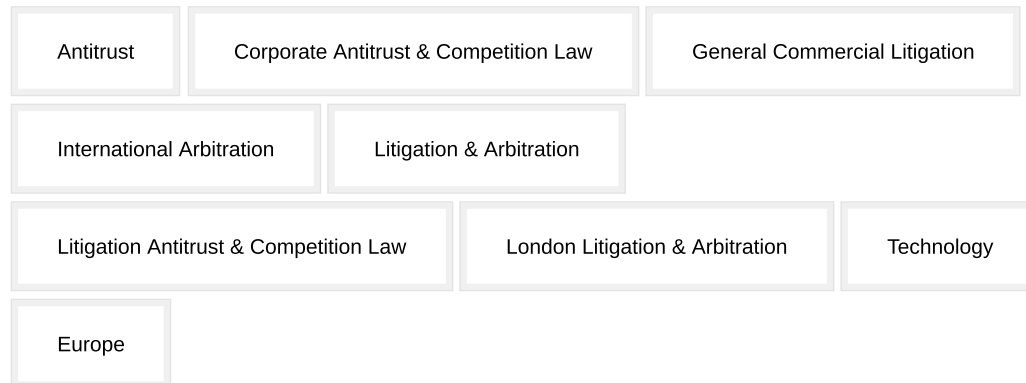 Antitrust Corporate Antitrust & Competition Law General Commercial Litigation
International Arbitration Litigation & Arbitration
Litigation Antitrust & Competition Law London Litigation & Arbitration Technology
Europe